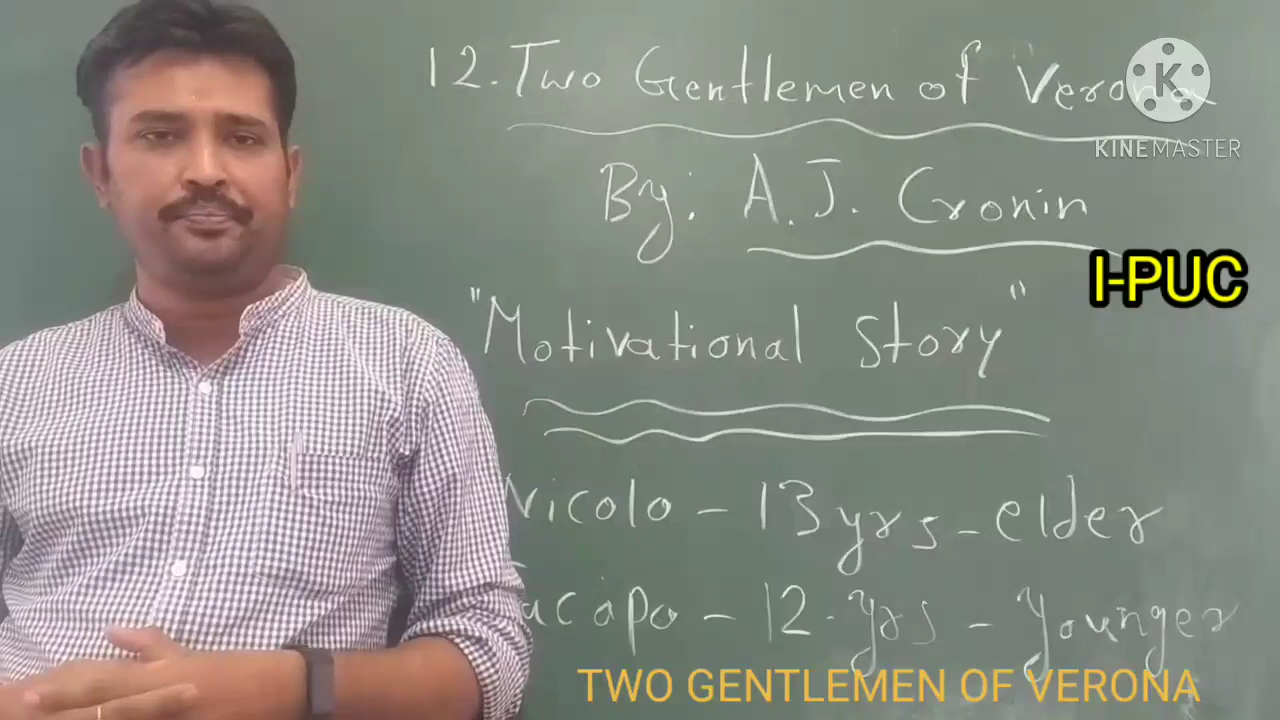 12. Two Gentlemen of Verona
K
KINEMASTER
By: A.J. Cronin
I-PUC
"Motivational Story"
Nicolo - 13 yrs - elder
acapo - 12. Yrs - Younger
TWO GENTLEMEN OF VERONA